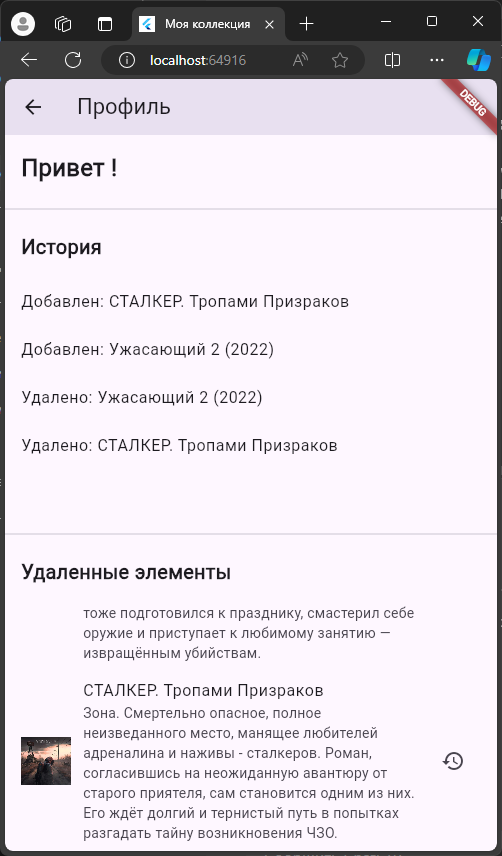 Моя коллекция
localhost:64916
Профиль
DEBUG
Привет !
История
Добавлен: СТАЛКЕР. Тропами Призраков
Добавлен: Ужасающий 2 (2022)
Удалено: Ужасающий 2 (2022)
Удалено: СТАЛКЕР. Тропами Призраков
Удаленные элементы
тоже подготовился к празднику, смастерил себе
оружие и приступает к любимому занятию —
извращённым убийствам.
СТАЛКЕР. Тропами Призраков
Зона. Смертельно опасное, полное
неизведанного место, манящее любителей
адреналина и наживы - сталкеров. Роман,
согласившись на неожиданную авантюру от
старого приятеля, сам становится одним из них.
Его ждёт долгий и тернистый путь в попытках
разгадать тайну возникновения ЧЗО.